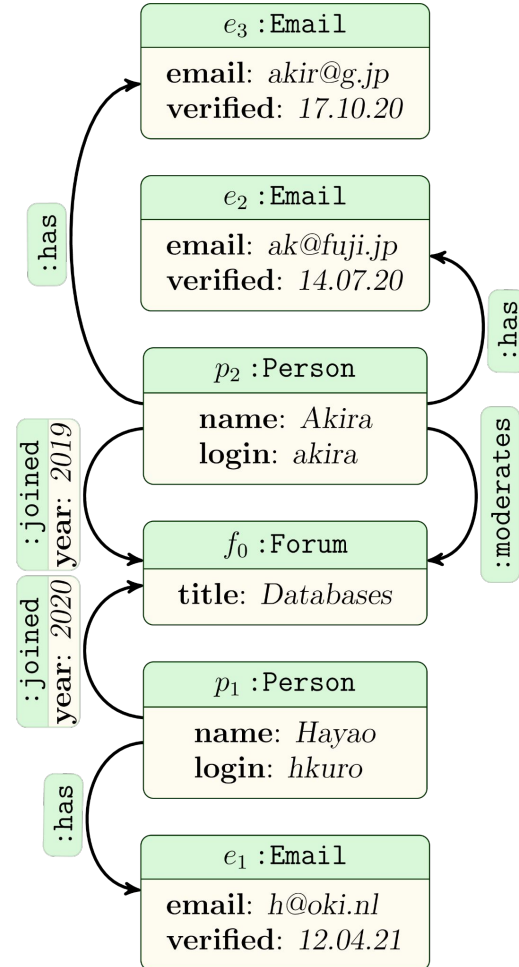 e₃ :Email
email: akir@g.jp
verified: 17.10.20
:has
e₂ :Email
email: ak@fuji.jp
verified: 14.07.20
:has
p₂ :Person
name: Akira
login: akira
:joined
year: 2019
:moderates
f₀ :Forum
title: Databases
:joined
year: 2020
p₁ :Person
name: Hayao
login: hkuro
:has
e₁ :Email
email: h@oki.nl
verified: 12.04.21